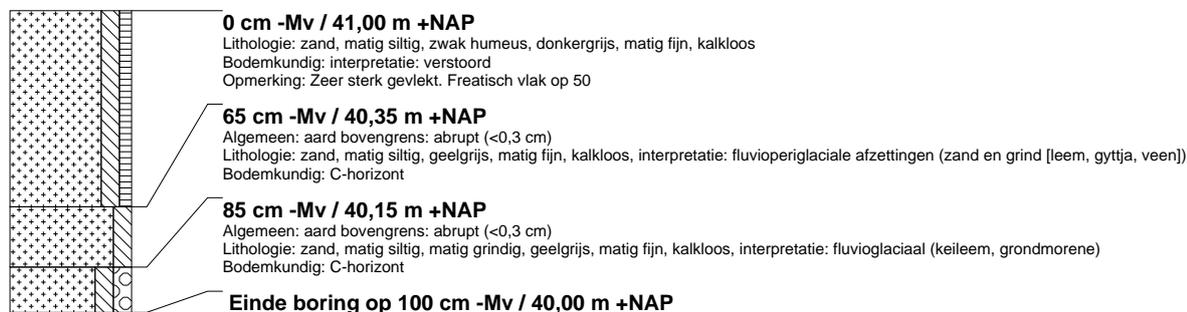 0 cm -Mv / 41,00 m +NAP
Lithologie: zand, matig siltig, zwak humeus, donkergrijs, matig fijn, kalkloos
Bodemkundig: interpretatie: verstoord
Opmerking: Zeer sterk gevlekt. Freatisch vlak op 50
65 cm -Mv / 40,35 m +NAP
Algemeen: aard bovengrens: abrupt (<0,3 cm)
Lithologie: zand, matig siltig, geelgrijs, matig fijn, kalkloos, interpretatie: fluvioperiglaciale afzettingen (zand en grind [leem, gyttja, veen])
Bodemkundig: C-horizont
85 cm -Mv / 40,15 m +NAP
Algemeen: aard bovengrens: abrupt (<0,3 cm)
Lithologie: zand, matig siltig, matig grindig, geelgrijs, matig fijn, kalkloos, interpretatie: fluvioglaciaal (keileem, grondmorene)
Bodemkundig: C-horizont
Einde boring op 100 cm -Mv / 40,00 m +NAP